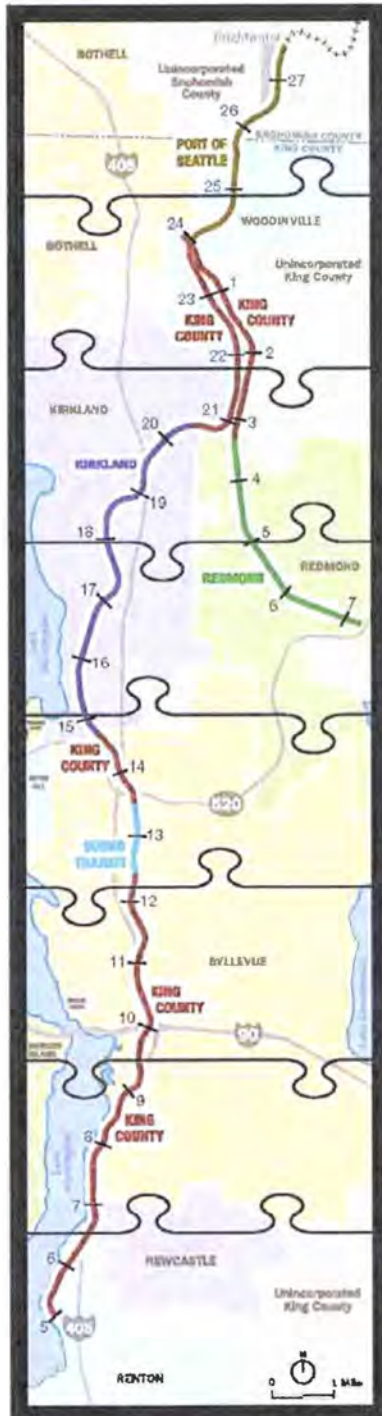 Brightwater
BOTHELL
Unincorporated
Snohomish
County
27
26
405
PORT OF
SEATTLE
SNOHOMISH COUNTY
KING COUNTY
25
WOODINVILLE
24
BOTHELL
Unincorporated
King County
1
23
KING
COUNTY
KING
COUNTY
22
2
KIRKLAND
21
3
20
KIRKLAND
4
19
18
5
REDMOND
REDMOND
6
17
7
16
15
KING
COUNTY
14
520
13
SOUND
TRANSIT
12
11
BELLEVUE
KING
COUNTY
10
90
9
KING
COUNTY
8
7
6
NEWCASTLE
5
405
Unincorporated
King County
RENTON
N
0 1 Miles